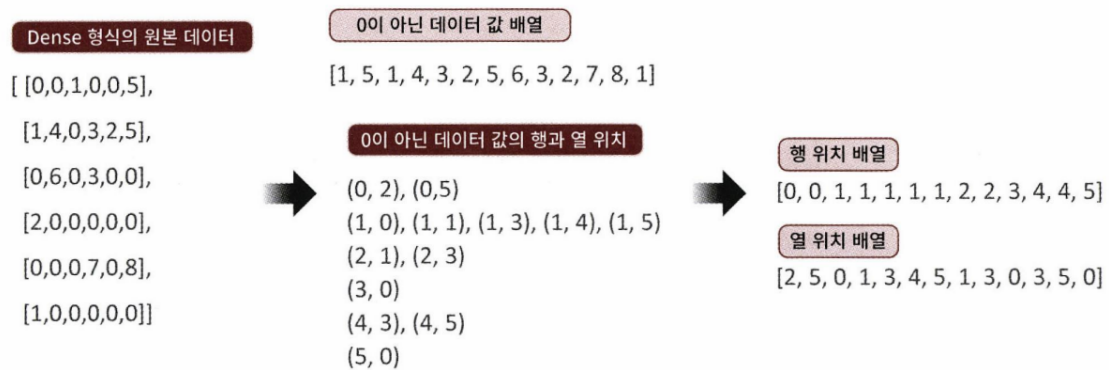 Dense 형식의 원본 데이터
[ [0,0,1,0,0,5],
[1,4,0,3,2,5],
[0,6,0,3,0,0],
[2,0,0,0,0,0],
[0,0,0,7,0,8],
[1,0,0,0,0,0]]
0이 아닌 데이터 값 배열
[1, 5, 1, 4, 3, 2, 5, 6, 3, 2, 7, 8, 1]
0이 아닌 데이터 값의 행과 열 위치
(0, 2), (0,5)
(1, 0), (1, 1), (1, 3), (1, 4), (1, 5)
(2, 1), (2, 3)
(3, 0)
(4, 3), (4, 5)
(5, 0)
행 위치 배열
[0, 0, 1, 1, 1, 1, 1, 2, 2, 3, 4, 4, 5]
열 위치 배열
[2, 5, 0, 1, 3, 4, 5, 1, 3, 0, 3, 5, 0]